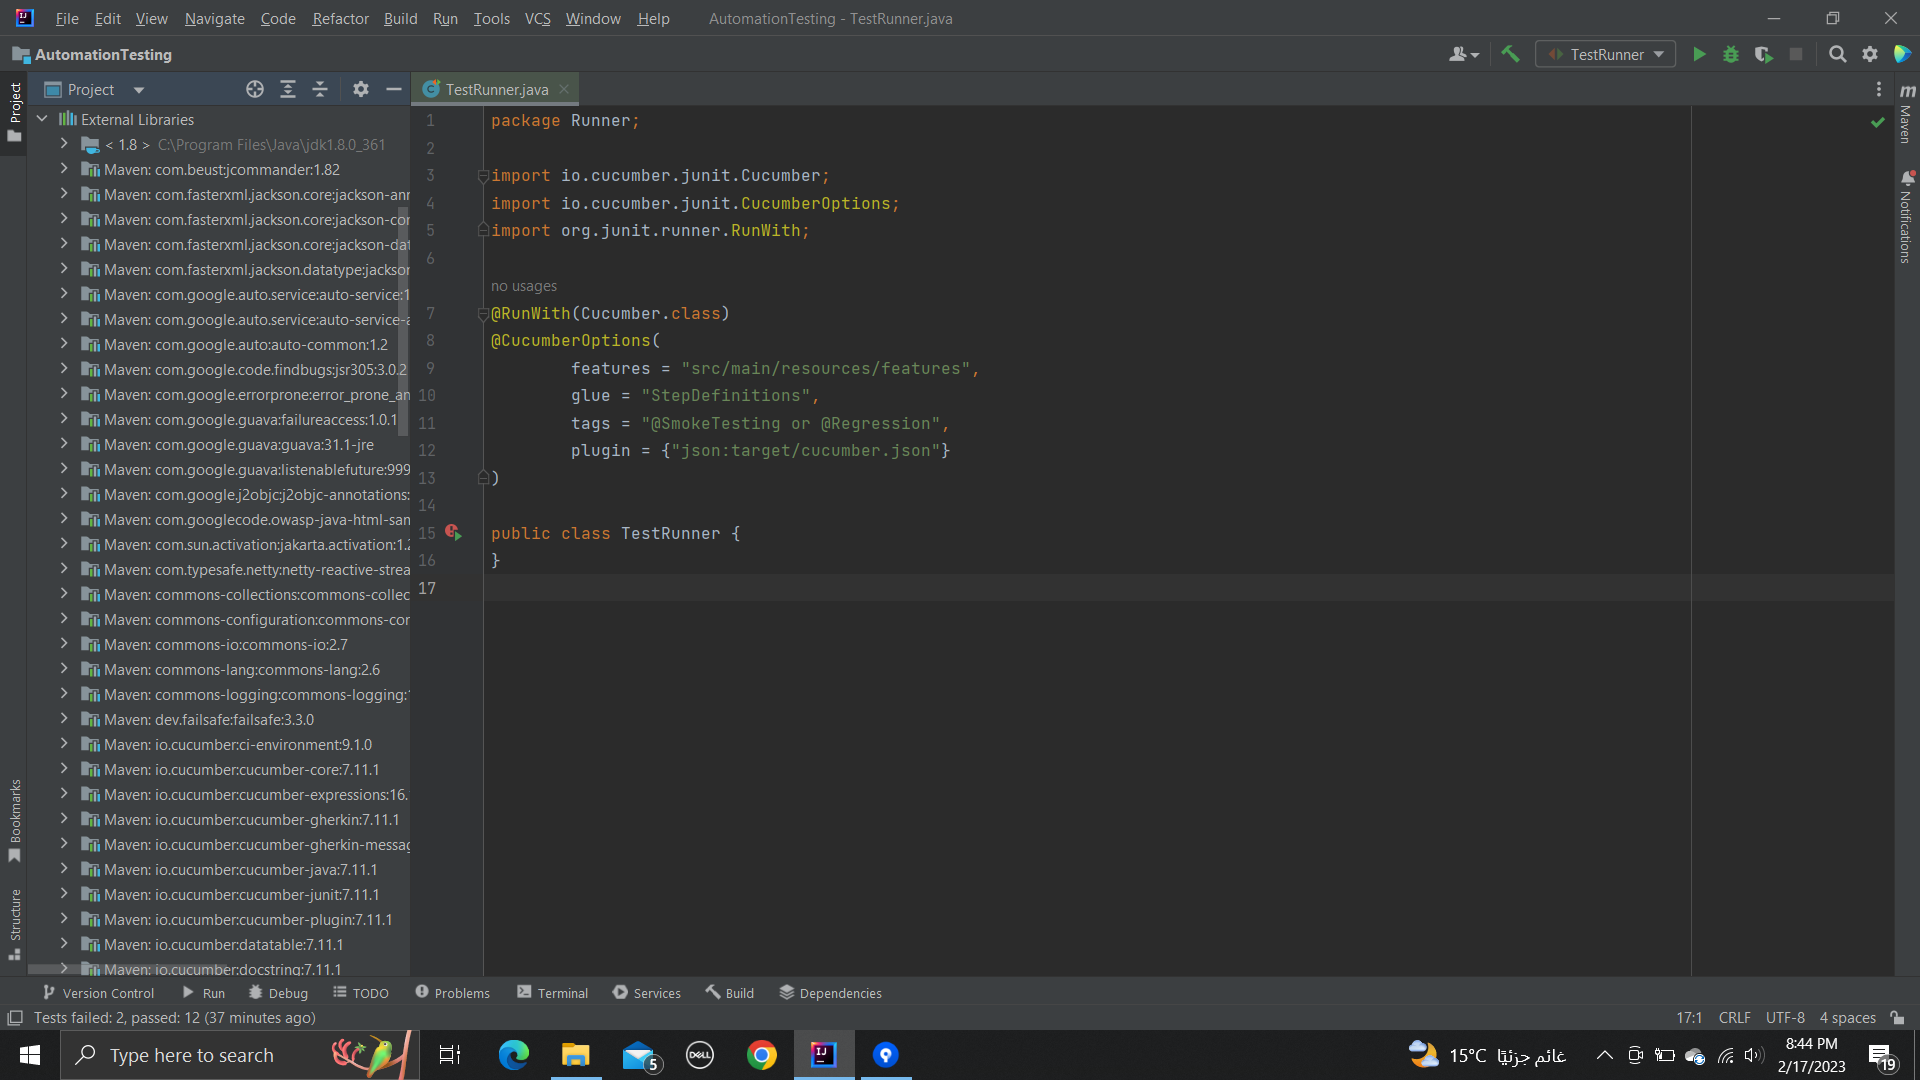 File Edit View Navigate Code Refactor Build Run Tools VCS Window Help AutomationTesting - TestRunner.java
AutomationTesting
TestRunner
Project
Project
TestRunner.java
Maven
Notifications
Bookmarks
Structure
External Libraries
< 1.8 > C:\Program Files\Java\jdk1.8.0_361
Maven: com.beust:jcommander:1.82
Maven: com.fasterxml.jackson.core:jackson-anr
Maven: com.fasterxml.jackson.core:jackson-cor
Maven: com.fasterxml.jackson.core:jackson-dat
Maven: com.fasterxml.jackson.datatype:jackson
Maven: com.google.auto.service:auto-service:1
Maven: com.google.auto.service:auto-service-a
Maven: com.google.auto:auto-common:1.2
Maven: com.google.code.findbugs:jsr305:3.0.2
Maven: com.google.errorprone:error_prone_an
Maven: com.google.guava:failureaccess:1.0.1
Maven: com.google.guava:guava:31.1-jre
Maven: com.google.guava:listenablefuture:999
Maven: com.google.j2objc:j2objc-annotations:
Maven: com.googlecode.owasp-java-html-san
Maven: com.sun.activation:jakarta.activation:1.2
Maven: com.typesafe.netty:netty-reactive-strea
Maven: commons-collections:commons-collec
Maven: commons-configuration:commons-cor
Maven: commons-io:commons-io:2.7
Maven: commons-lang:commons-lang:2.6
Maven: commons-logging:commons-logging:
Maven: dev.failsafe:failsafe:3.3.0
Maven: io.cucumber:ci-environment:9.1.0
Maven: io.cucumber:cucumber-core:7.11.1
Maven: io.cucumber:cucumber-expressions:16.
Maven: io.cucumber:cucumber-gherkin:7.11.1
Maven: io.cucumber:cucumber-gherkin-messag
Maven: io.cucumber:cucumber-java:7.11.1
Maven: io.cucumber:cucumber-junit:7.11.1
Maven: io.cucumber:cucumber-plugin:7.11.1
Maven: io.cucumber:datatable:7.11.1
Maven: io.cucumber:docstring:7.11.1
1 package Runner;
2
3 import io.cucumber.junit.Cucumber;
4 import io.cucumber.junit.CucumberOptions;
5 import org.junit.runner.RunWith;
6
no usages
7 @RunWith(Cucumber.class)
8 @CucumberOptions(
9 features = "src/main/resources/features",
10 glue = "StepDefinitions",
11 tags = "@SmokeTesting or @Regression",
12 plugin = {"json:target/cucumber.json"}
13 )
14
15 public class TestRunner {
16 }
17
Version Control Run Debug TODO Problems Terminal Services Build Dependencies
Tests failed: 2, passed: 12 (37 minutes ago) 17:1 CRLF UTF-8 4 spaces
Type here to search 5 DELL 15°C غائم جزئيًا 8:44 PM
2/17/2023 19